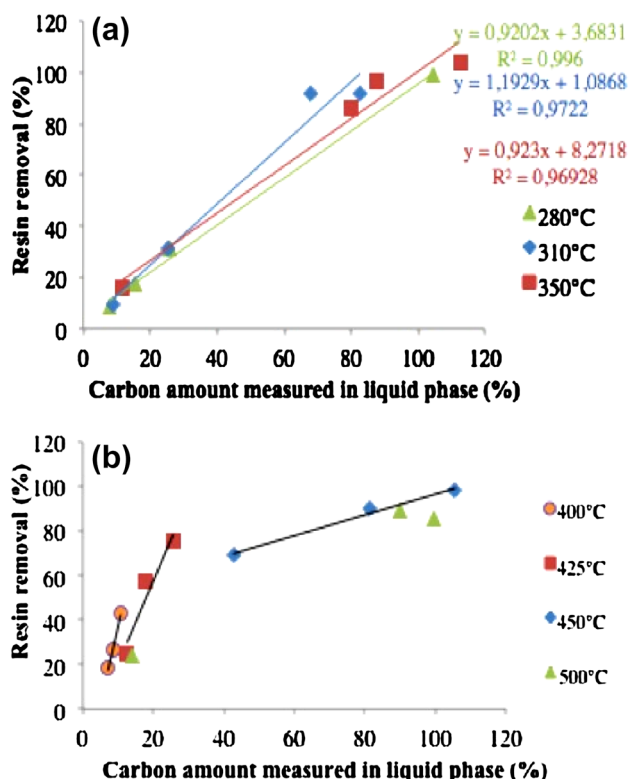 (a)
y = 0,9202x + 3,6831
R² = 0,996
y = 1,1929x + 1,0868
R² = 0,9722
y = 0,923x + 8,2718
R² = 0,96928
280°C
310°C
350°C
Resin removal (%)
120
100
80
60
40
20
0
0 20 40 60 80 100 120
Carbon amount measured in liquid phase (%)
(b)
Resin removal (%)
120
100
80
60
40
20
0
400°C
425°C
450°C
500°C
0 20 40 60 80 100 120
Carbon amount measured in liquid phase (%)